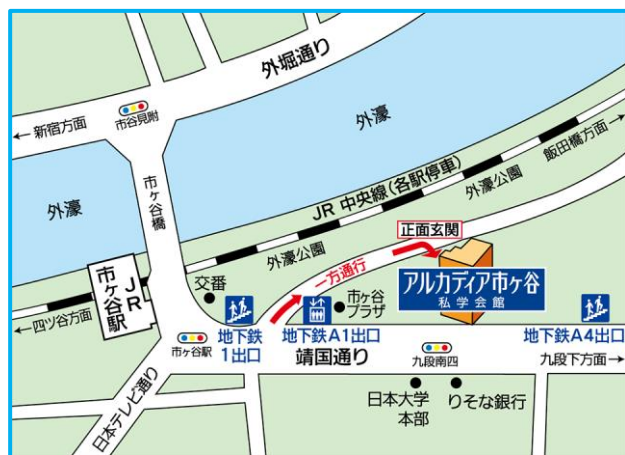 外堀通り
市谷見附
←新宿方面
外濠
飯田橋方面→
市ヶ谷橋
JR 中央線(各駅停車)
外濠公園
外濠
外濠公園
正面玄関
一方通行
アルカディア市ヶ谷
私学会館
交番
市ヶ谷
プラザ
JR
市ヶ谷駅
←四ツ谷方面
市ヶ谷駅
地下鉄
1出口
地下鉄A1出口
地下鉄A4出口
靖国通り
九段南四
九段下方面→
日本テレビ通り
日本大学
本部
りそな銀行